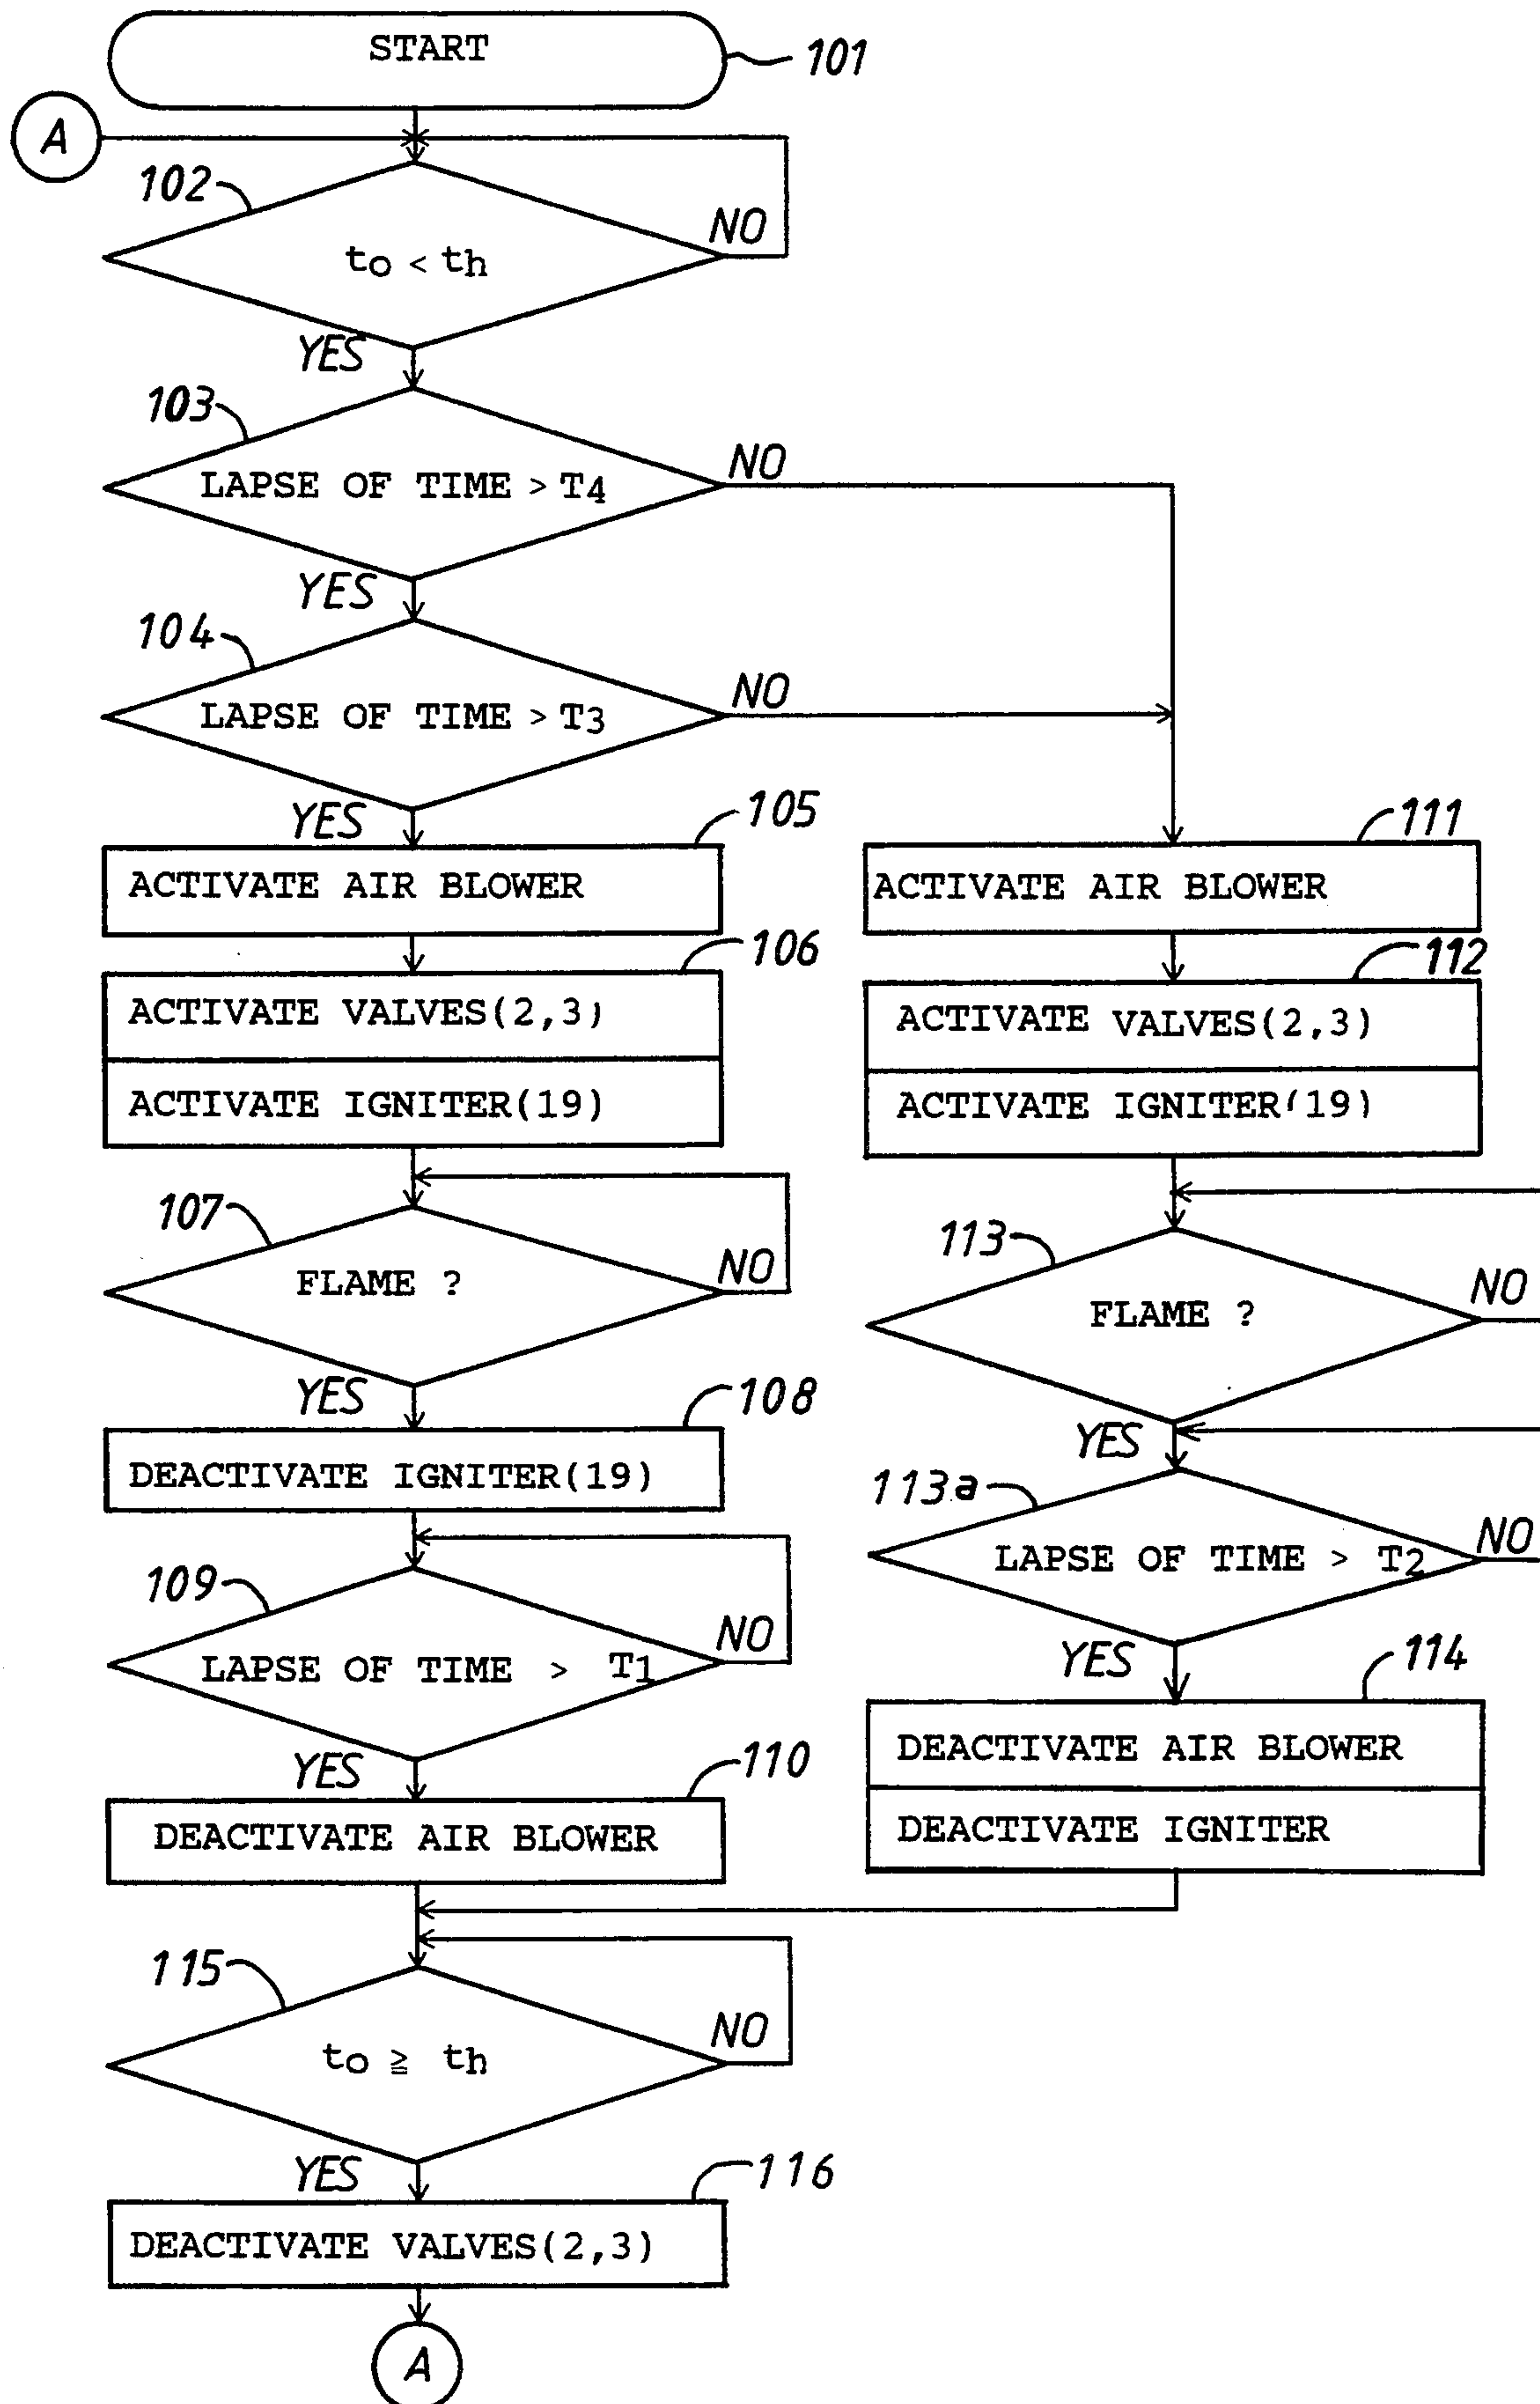 START
101
A
102
NO
to < th
YES
103
NO
LAPSE OF TIME > T4
YES
104
NO
LAPSE OF TIME > T3
YES
105
111
ACTIVATE AIR BLOWER
ACTIVATE AIR BLOWER
106
112
ACTIVATE VALVES(2,3)
ACTIVATE VALVES(2,3)
ACTIVATE IGNITER(19)
ACTIVATE IGNITER(19)
107
NO
FLAME ?
113
NO
FLAME ?
YES
108
YES
DEACTIVATE IGNITER(19)
113a
NO
LAPSE OF TIME > T2
109
NO
LAPSE OF TIME > T1
YES
114
YES
110
DEACTIVATE AIR BLOWER
DEACTIVATE IGNITER
DEACTIVATE AIR BLOWER
115
NO
to ≧ th
YES
116
DEACTIVATE VALVES(2,3)
A